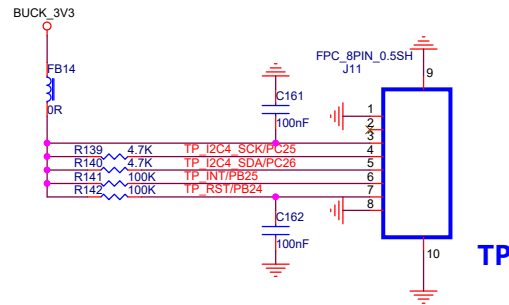 BUCK_3V3
FPC_8PIN_0.5SH
J11
FB14
0R
9
C161
100nF
1
2
3
R139 4.7K TP_I2C4_SCK/PC25 4
R140 4.7K TP_I2C4_SDA/PC26 5
R141 100K TP_INT/PB25 6
R142 100K TP_RST/PB24 7
8
C162
100nF
10
TP